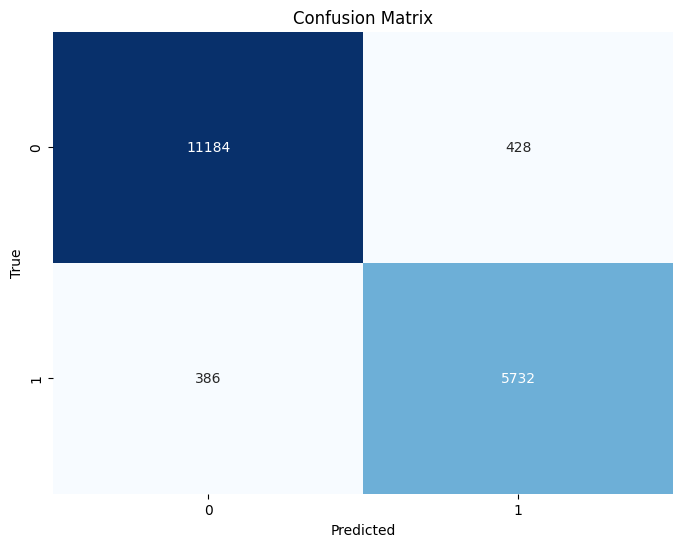 Confusion Matrix
True
0
11184
428
1
386
5732
0
1
Predicted